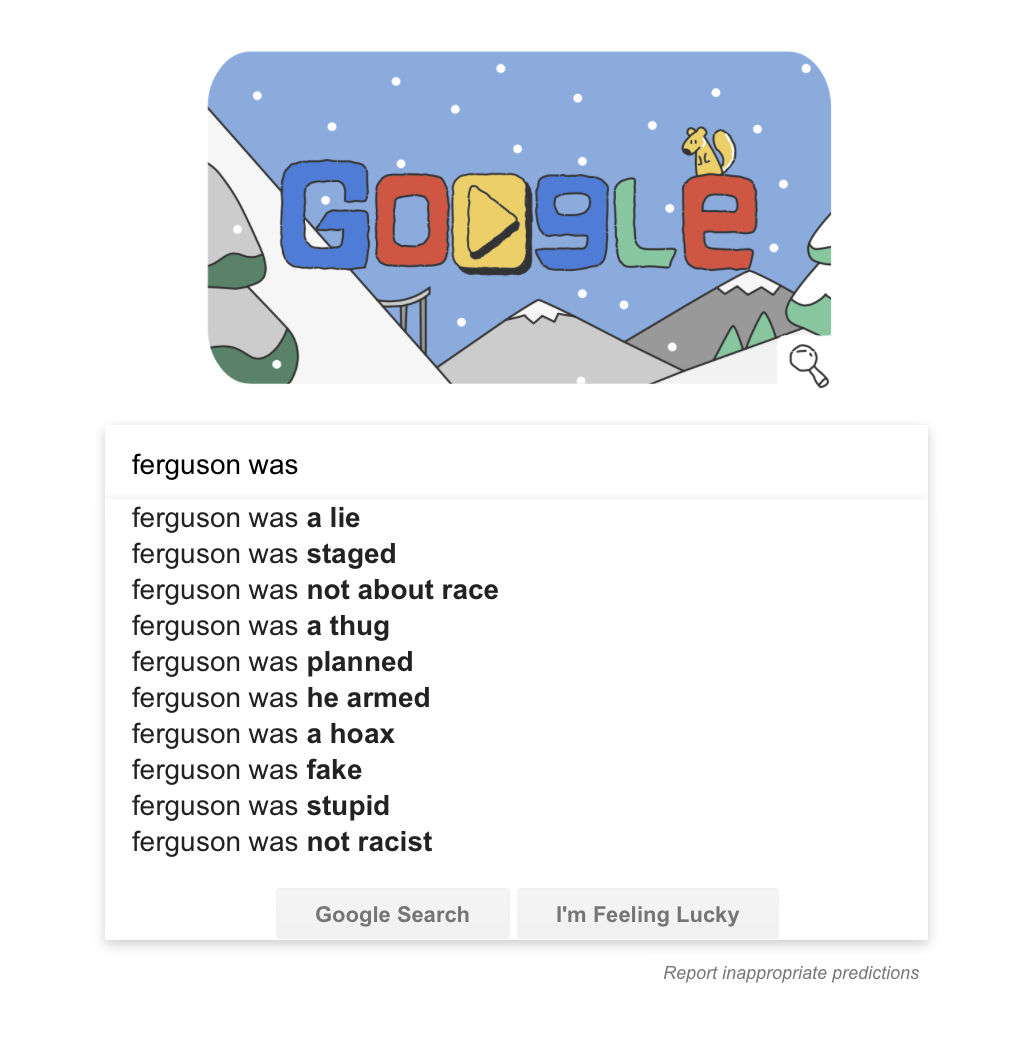 Google
ferguson was
ferguson was a lie
ferguson was staged
ferguson was not about race
ferguson was a thug
ferguson was planned
ferguson was he armed
ferguson was a hoax
ferguson was fake
ferguson was stupid
ferguson was not racist
Google Search I'm Feeling Lucky
Report inappropriate predictions